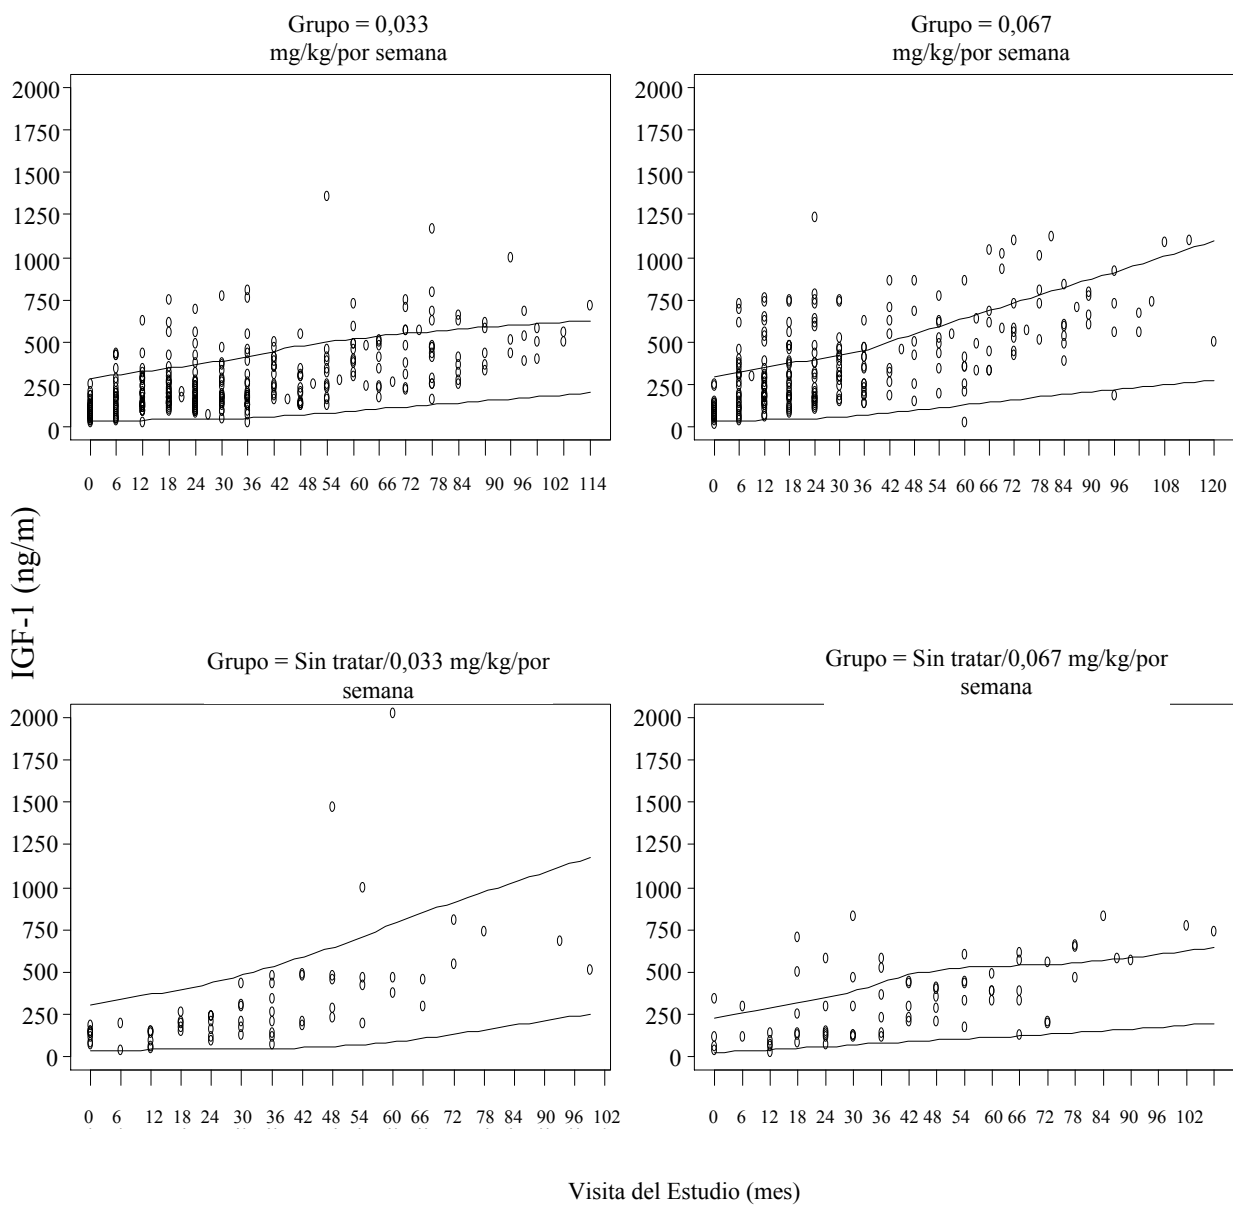 Grupo = 0,033
mg/kg/por semana
Grupo = 0,067
mg/kg/por semana
2000
1750
1500
1250
1000
750
500
250
0
0 6 12 18 24 30 36 42 48 54 60 66 72 78 84 90 96 102 114
2000
1750
1500
1250
1000
750
500
250
0
0 6 12 18 24 30 36 42 48 54 60 66 72 78 84 90 96 108 120
IGF-1 (ng/m)
Grupo = Sin tratar/0,033 mg/kg/por
semana
Grupo = Sin tratar/0,067 mg/kg/por
semana
2000
1750
1500
1250
1000
750
500
250
0
0 6 12 18 24 30 36 42 48 54 60 66 72 78 84 90 96 102
2000
1750
1500
1250
1000
750
500
250
0
0 6 12 18 24 30 36 42 48 54 60 66 72 78 84 90 96 102
Visita del Estudio (mes)